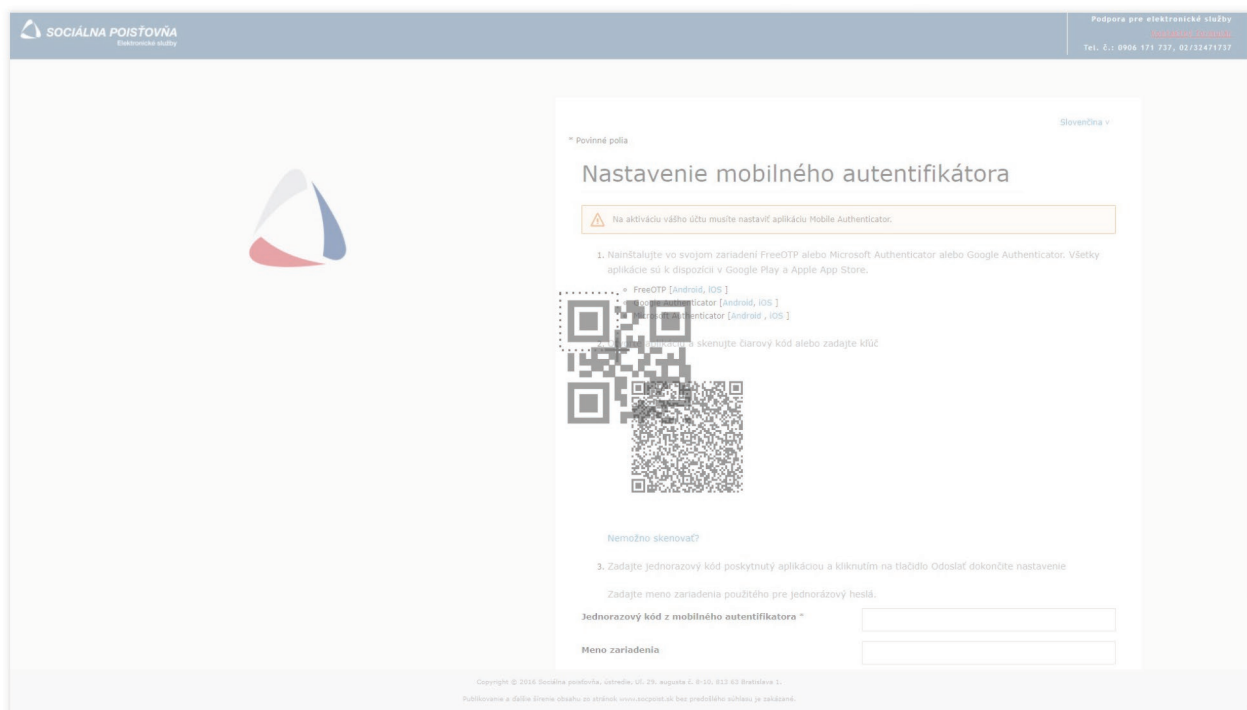 SOCIÁLNA POISŤOVŇA
Elektronické služby
Podpora pre elektronické služby
Tel. č.: 0906 171 737, 02/32471757
Slovenčina
* Povinné polia
Nastavenie mobilného autentifikátora
Na aktiváciu vášho účtu musíte nastaviť aplikáciu Mobile Authenticator.
1. Nainštalujte vo svojom zariadení FreeOTP alebo Microsoft Authenticator alebo Google Authenticator. Všetky
aplikácie sú k dispozícii v Google Play a Apple App Store.
FreeOTP [Android, iOS ]
Google Authenticator [Android, iOS ]
Microsoft Authenticator [Android , iOS ]
aplikáciu a skenujte čiarový kód alebo zadajte kľúč
Nemožno skenovať?
3. Zadajte jednorazový kód poskytnutý aplikáciou a kliknutím na tlačidlo Odoslať dokončite nastavenie
Zadajte meno zariadenia použitého pre jednorázový heslá.
Jednorazový kód z mobilného autentifikatora *
Meno zariadenia
Copyright @ 2016 Sociálna poisťovňa, ústredie, Ul. 29. augusta č. 8-10, 813 63 Bratislava 1.
Publikovanie a ďalšie šírenie obsahu zo stránok www.socpoist.sk bez predošlého súhlasu je zakázané.